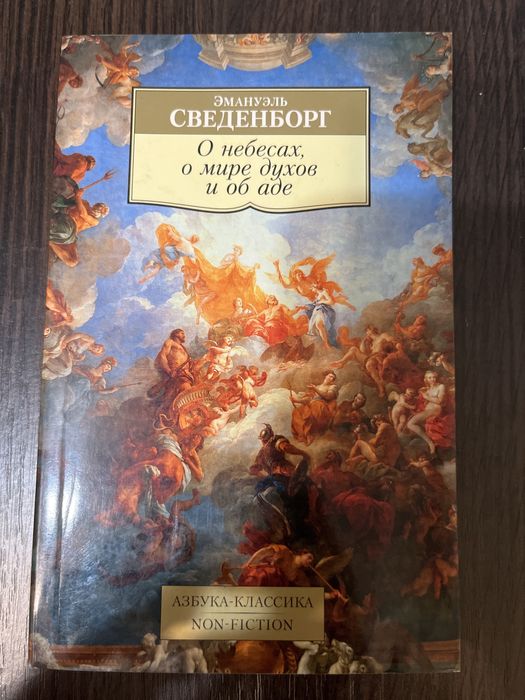 ЭМАНУЭЛЬ
СВЕДЕНБОРГ
О небесах,
о мире духов
и об аде
АЗБУКА-КЛАССИКА
NON-FICTION